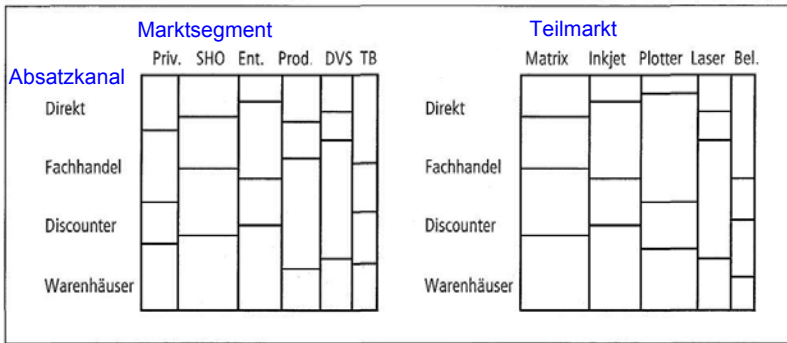 Marktsegment
Priv. SHO Ent. Prod. DVS TB
Absatzkanal
Direkt
Fachhandel
Discounter
Warenhäuser
Teilmarkt
Matrix Inkjet Plotter Laser Bel.
Direkt
Fachhandel
Discounter
Warenhäuser